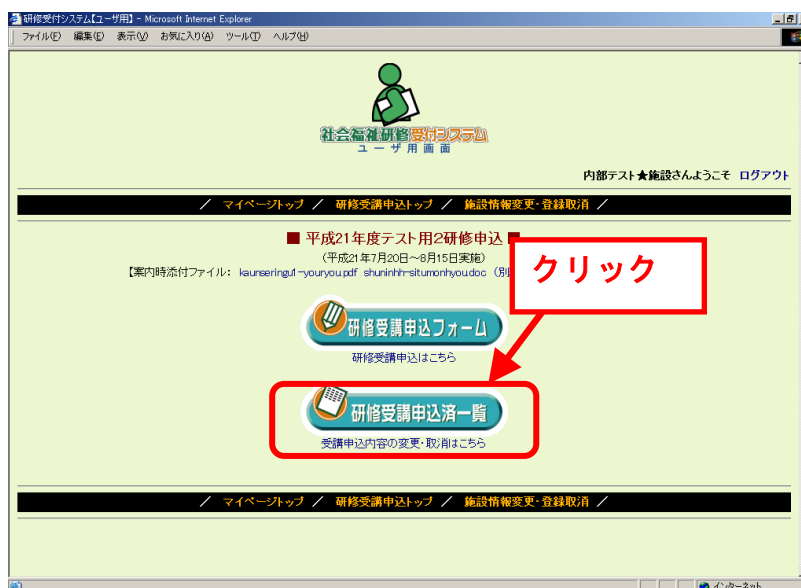 研修受付システム【ユーザ用】 - Microsoft Internet Explorer
ファイル(F) 編集(E) 表示(V) お気に入り(A) ツール(T) ヘルプ(H)
社会福祉研修受付システム
ユーザ用画面
内部テスト★施設さんようこそ ログアウト
／ マイページトップ ／ 研修受講申込トップ ／ 施設情報変更・登録取消 ／
■ 平成21年度テスト用2研修申込 ■
(平成21年7月20日～8月15日実施)
【案内時添付ファイル： kaunseringu1-youryou.pdf shuninhh-situmonhyou.doc (別
クリック
研修受講申込フォーム
研修受講申込はこちら
研修受講申込済一覧
受講申込内容の変更・取消はこちら
／ マイページトップ ／ 研修受講申込トップ ／ 施設情報変更・登録取消 ／
インターネット